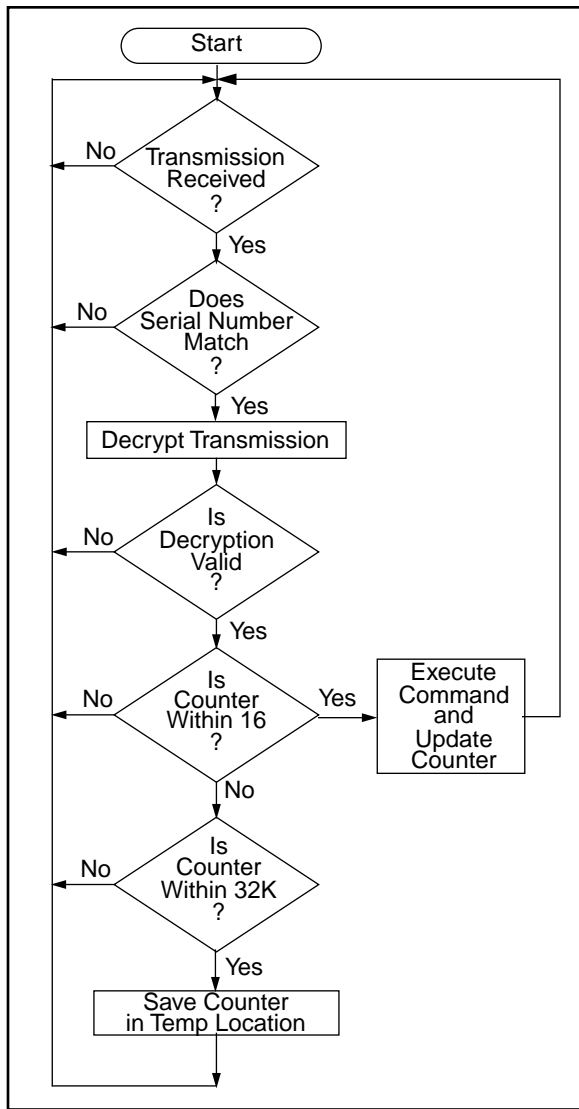 Start
No
Transmission
Received
?
Yes
No
Does
Serial Number
Match
?
Yes
Decrypt Transmission
No
Is
Decryption
Valid
?
Yes
No
Is
Counter
Within 16
?
Yes
Execute
Command
and
Update
Counter
No
No
Is
Counter
Within 32K
?
Yes
Save Counter
in Temp Location